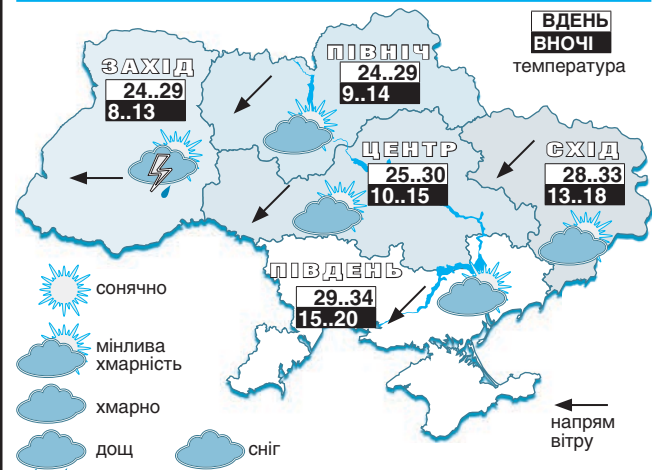 ВДЕНЬ
ВНОЧІ
температура
ЗАХІД
24..29
8..13
ПІВНІЧ
24..29
9..14
ЦЕНТР
25..30
10..15
СХІД
28..33
13..18
ПІВДЕНЬ
29..34
15..20
сонячно
мінлива
хмарність
хмарно
дощ
сніг
напрям
вітру